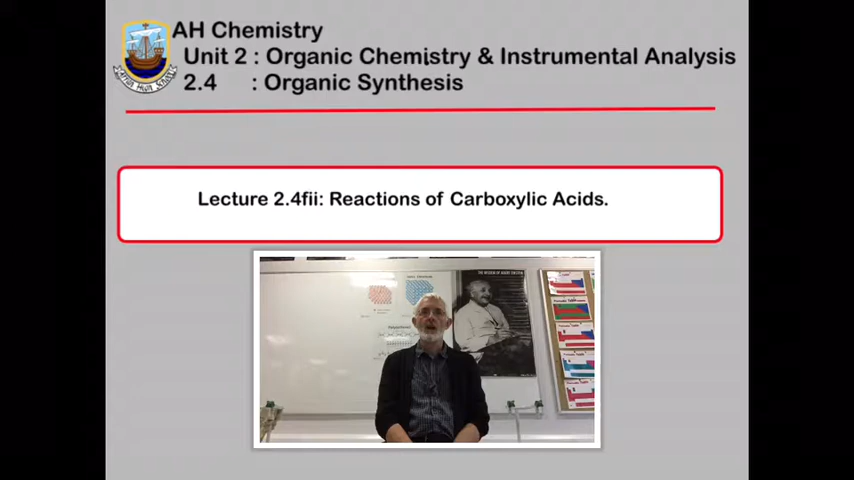 AH Chemistry
Unit 2 : Organic Chemistry & Instrumental Analysis
2.4 : Organic Synthesis
Lecture 2.4fii: Reactions of Carboxylic Acids.